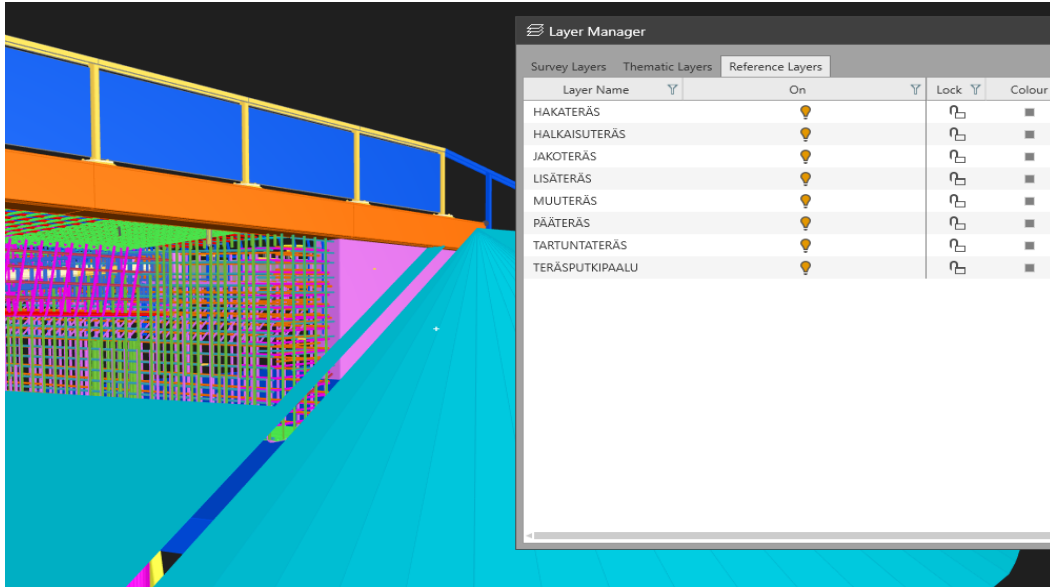 Layer Manager
Survey Layers Thematic Layers Reference Layers
Layer Name On Lock Colour
HAKATERÄS
HALKAISUTERÄS
JAKOTERÄS
LISÄTERÄS
MUUTERÄS
PÄÄTERÄS
TARTUNTATERÄS
TERÄSPUTKIPAALU